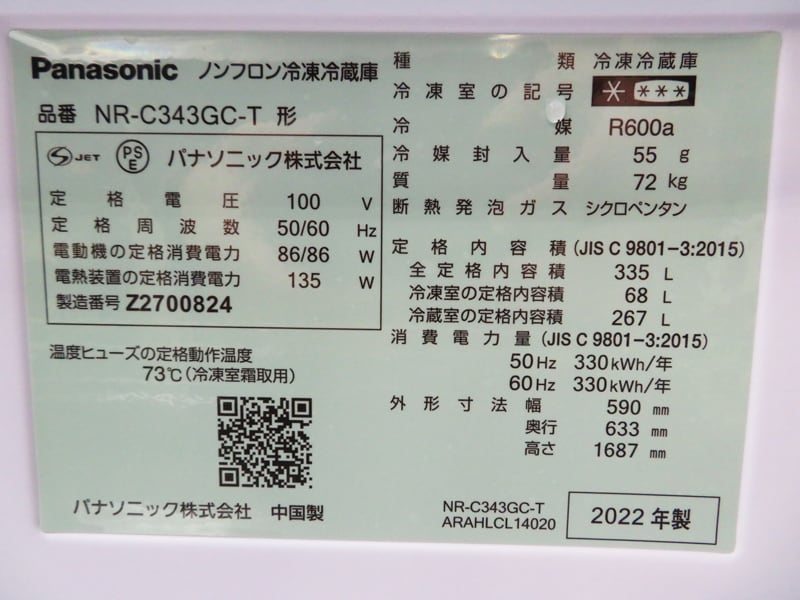 Panasonic ノンフロン冷凍冷蔵庫
品番 NR-C343GC-T 形
JET PSE パナソニック株式会社
定格電圧 100 V
定格周波数 50/60 Hz
電動機の定格消費電力 86/86 W
電熱装置の定格消費電力 135 W
製造番号 Z2700824
温度ヒューズの定格動作温度
73℃(冷凍室霜取用)
パナソニック株式会社 中国製
種類 冷凍冷蔵庫
冷凍室の記号 * ***
冷媒 R600a
冷媒封入量 55 g
質量 72 kg
断熱発泡ガス シクロペンタン
定格内容積 (JIS C 9801-3:2015)
全定格内容積 335 L
冷凍室の定格内容積 68 L
冷蔵室の定格内容積 267 L
消費電力量 (JIS C 9801-3:2015)
50Hz 330kWh/年
60Hz 330kWh/年
外形寸法幅 590 mm
奥行 633 mm
高さ 1687 mm
NR-C343GC-T
ARAHLCL14020
2022年製